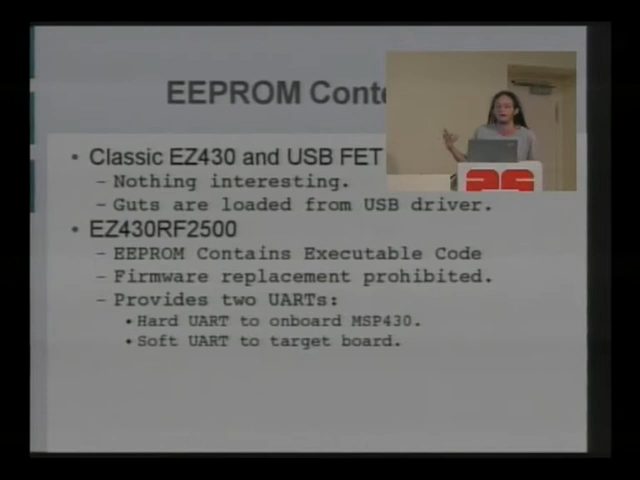 EEPROM Conte
• Classic EZ430 and USB FET
– Nothing interesting.
– Guts are loaded from USB driver.
• EZ430RF2500
– EEPROM Contains Executable Code
– Firmware replacement prohibited.
– Provides two UARTs:
• Hard UART to onboard MSP430.
• Soft UART to target board.